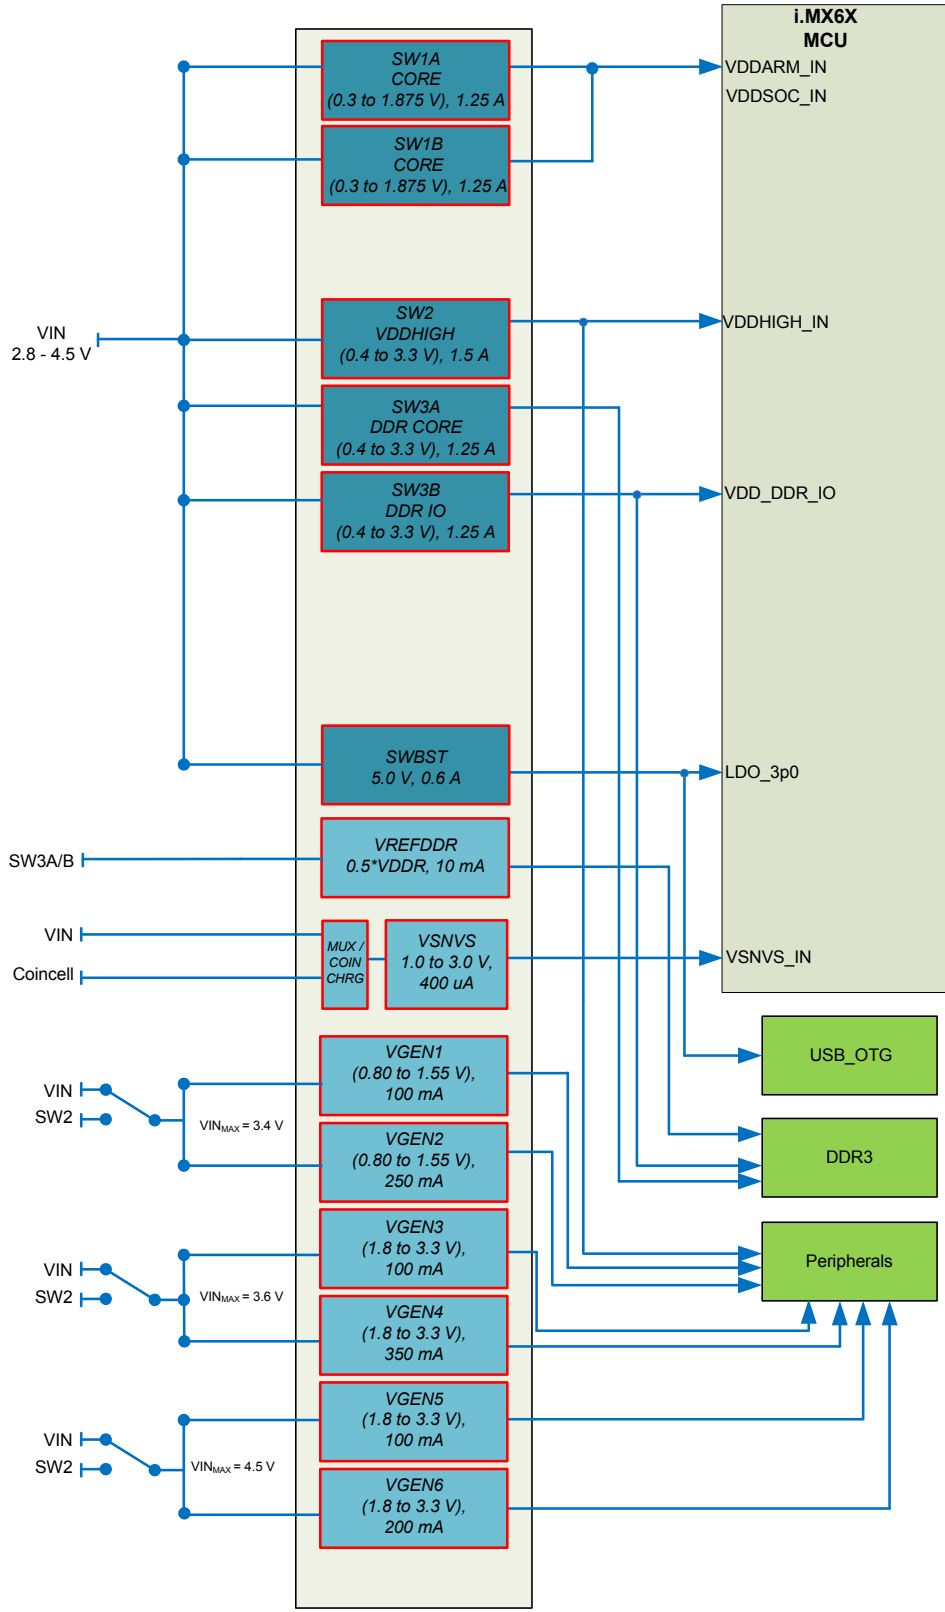 i.MX6X
MCU
SW1A
CORE
(0.3 to 1.875 V), 1.25 A
VDDARM_IN
VDDSOC_IN
SW1B
CORE
(0.3 to 1.875 V), 1.25 A
VIN
2.8 - 4.5 V
SW2
VDDHIGH
(0.4 to 3.3 V), 1.5 A
VDDHIGH_IN
SW3A
DDR CORE
(0.4 to 3.3 V), 1.25 A
SW3B
DDR IO
(0.4 to 3.3 V), 1.25 A
VDD_DDR_IO
SWBST
5.0 V, 0.6 A
LDO_3p0
SW3A/B
VREFDDR
0.5*VDDR, 10 mA
VIN
Coincell
MUX /
COIN
CHRG
VSNVS
1.0 to 3.0 V,
400 uA
VSNVS_IN
USB_OTG
VIN
SW2
VINMAX = 3.4 V
VGEN1
(0.80 to 1.55 V),
100 mA
VGEN2
(0.80 to 1.55 V),
250 mA
DDR3
VIN
SW2
VINMAX = 3.6 V
VGEN3
(1.8 to 3.3 V),
100 mA
Peripherals
VGEN4
(1.8 to 3.3 V),
350 mA
VIN
SW2
VINMAX = 4.5 V
VGEN5
(1.8 to 3.3 V),
100 mA
VGEN6
(1.8 to 3.3 V),
200 mA